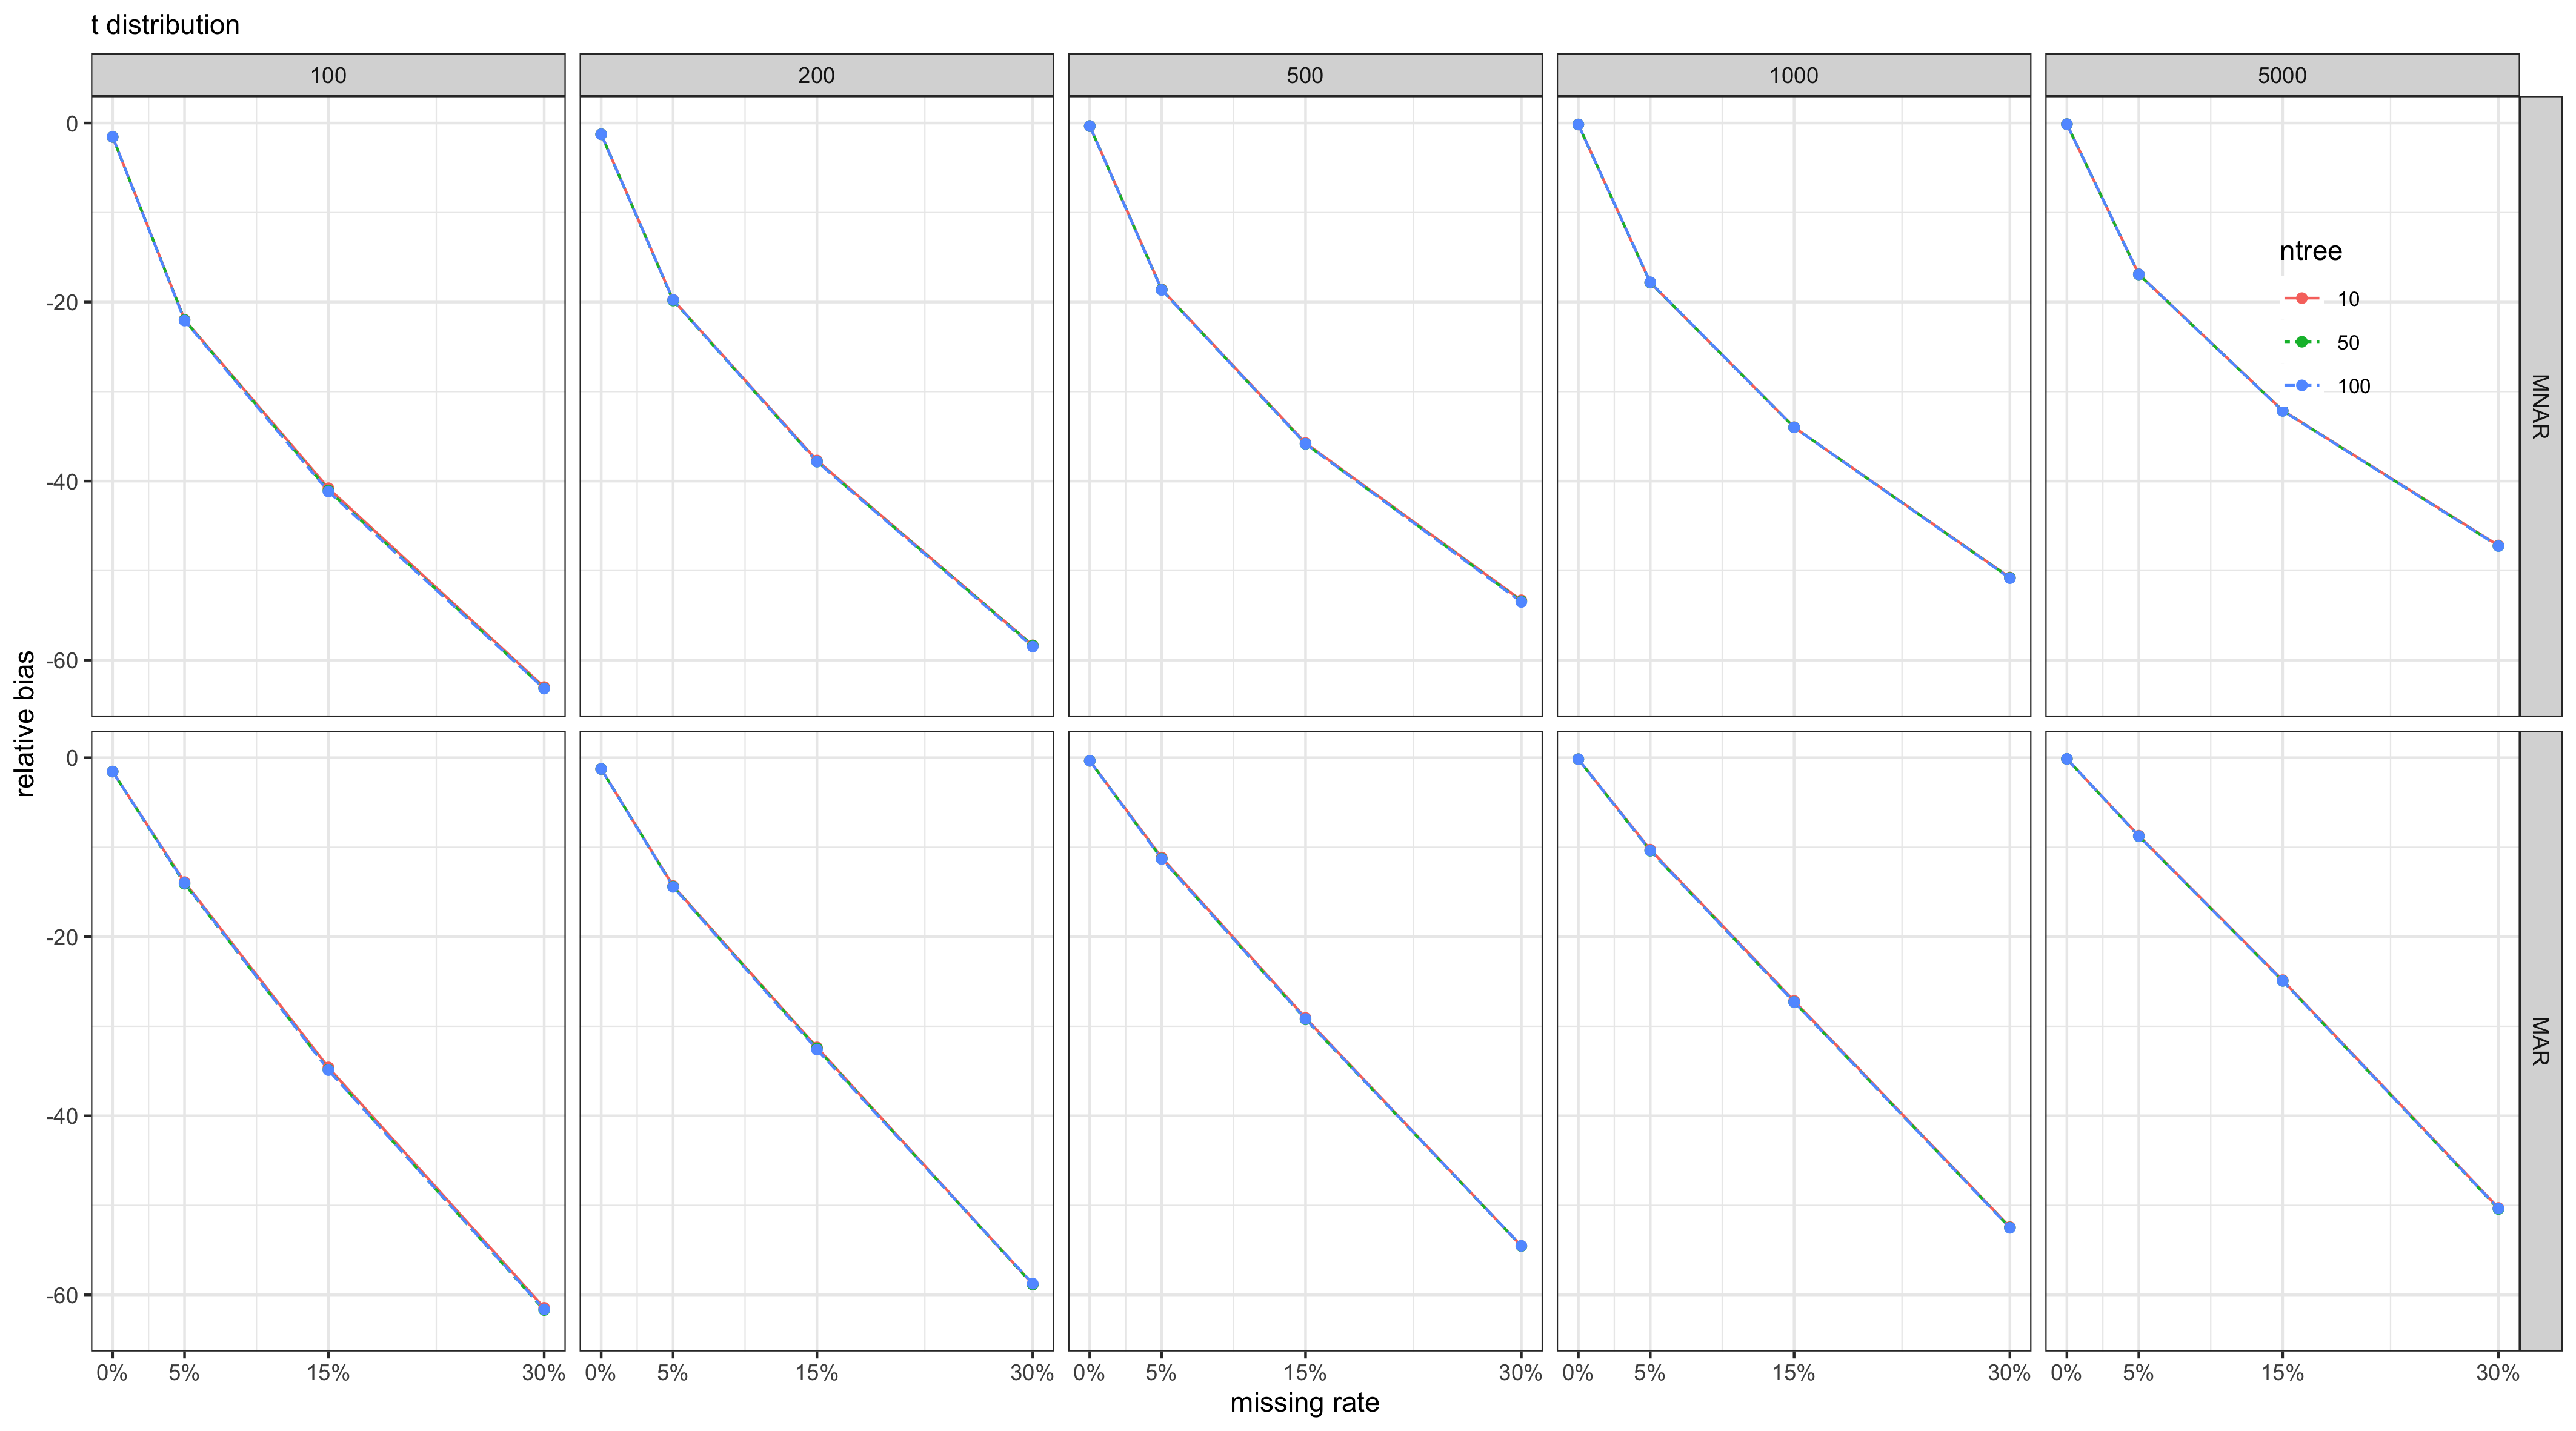 t distribution
100 200 500 1000 5000
0
-20
-40
-60
MNAR
ntree
10
50
100
relative bias
0
-20
-40
-60
MAR
0% 5% 15% 30% 0% 5% 15% 30% 0% 5% 15% 30% 0% 5% 15% 30% 0% 5% 15% 30%
missing rate